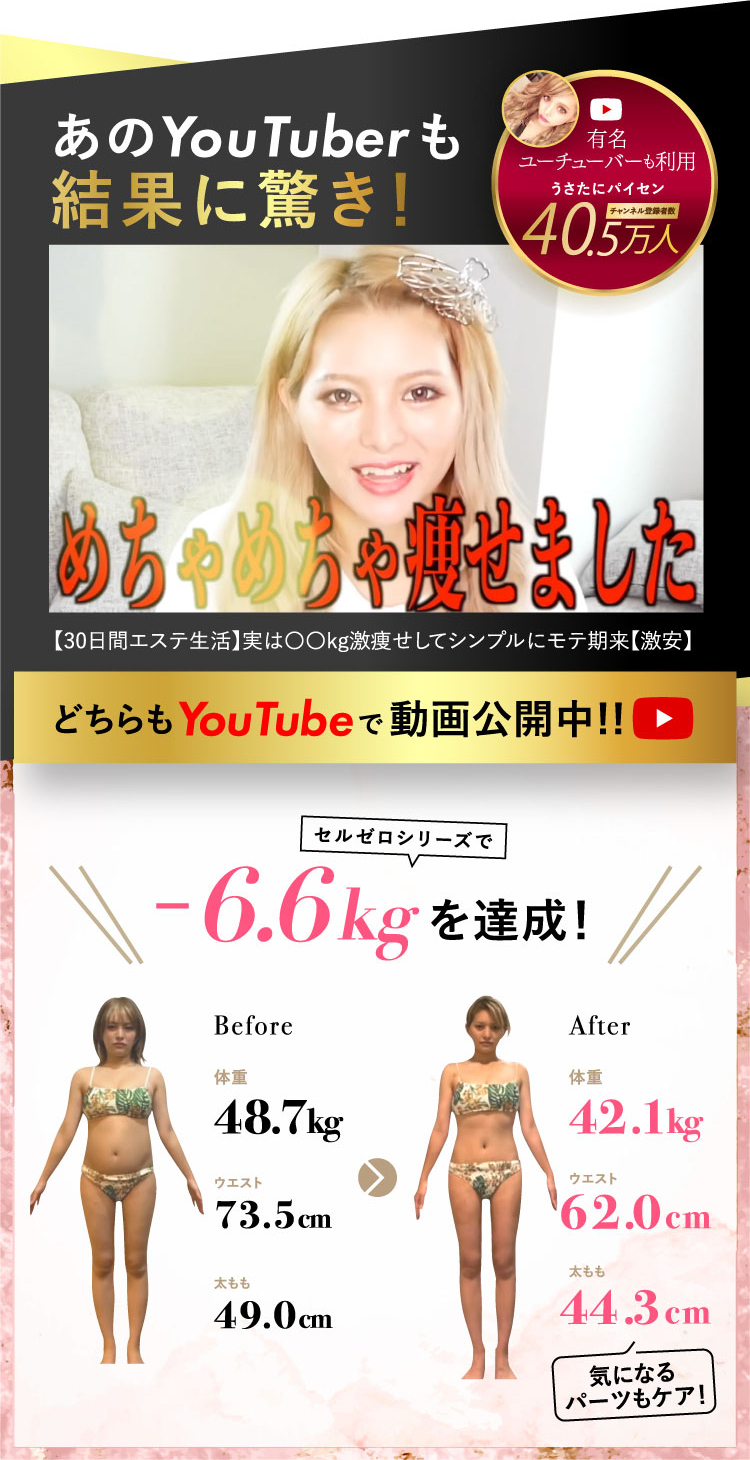 あのYouTuberも
結果に驚き！
有名
ユーチューバーも利用
うさたにパイセン
チャンネル登録者数
40.5万人
めちゃめちゃ痩せました
【30日間エステ生活】実は〇〇kg激痩せしてシンプルにモテ期来【激安】
どちらもYouTubeで動画公開中!!
セルゼロシリーズで
-6.6kgを達成！
Before
体重
48.7kg
ウエスト
73.5cm
太もも
49.0cm
After
体重
42.1kg
ウエスト
62.0cm
太もも
44.3cm
気になる
パーツもケア！